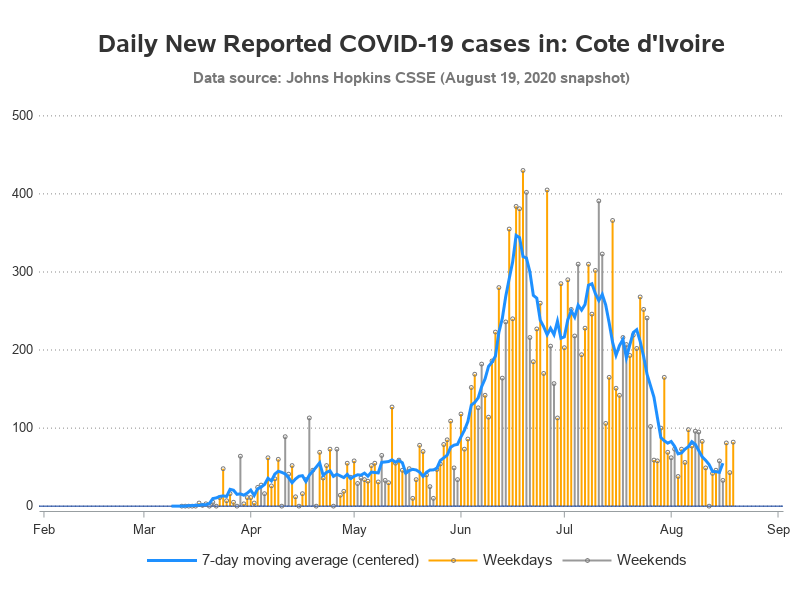 Daily New Reported COVID-19 cases in: Cote d'Ivoire
Data source: Johns Hopkins CSSE (August 19, 2020 snapshot)
500
400
300
200
100
0
Feb Mar Apr May Jun Jul Aug Sep
7-day moving average (centered) Weekdays Weekends